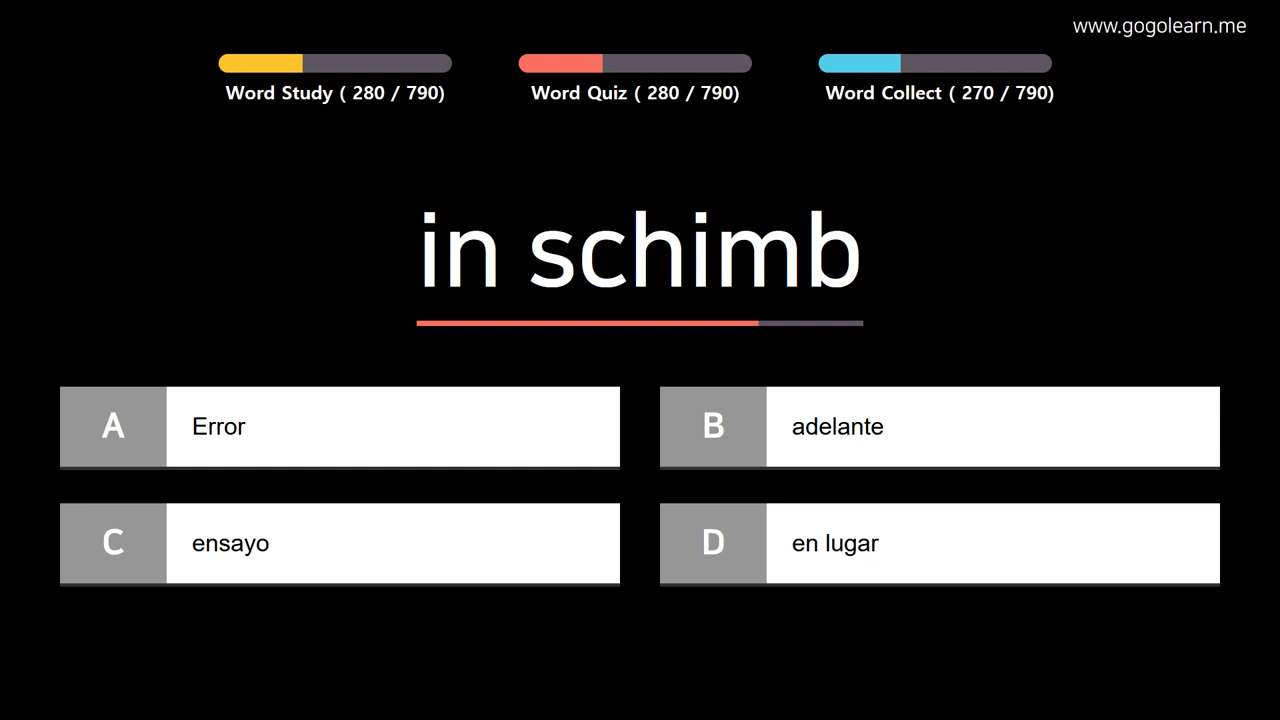 www.gogolearn.me
Word Study ( 280 / 790)
Word Quiz ( 280 / 790)
Word Collect ( 270 / 790)
in schimb
A
Error
B
adelante
C
ensayo
D
en lugar